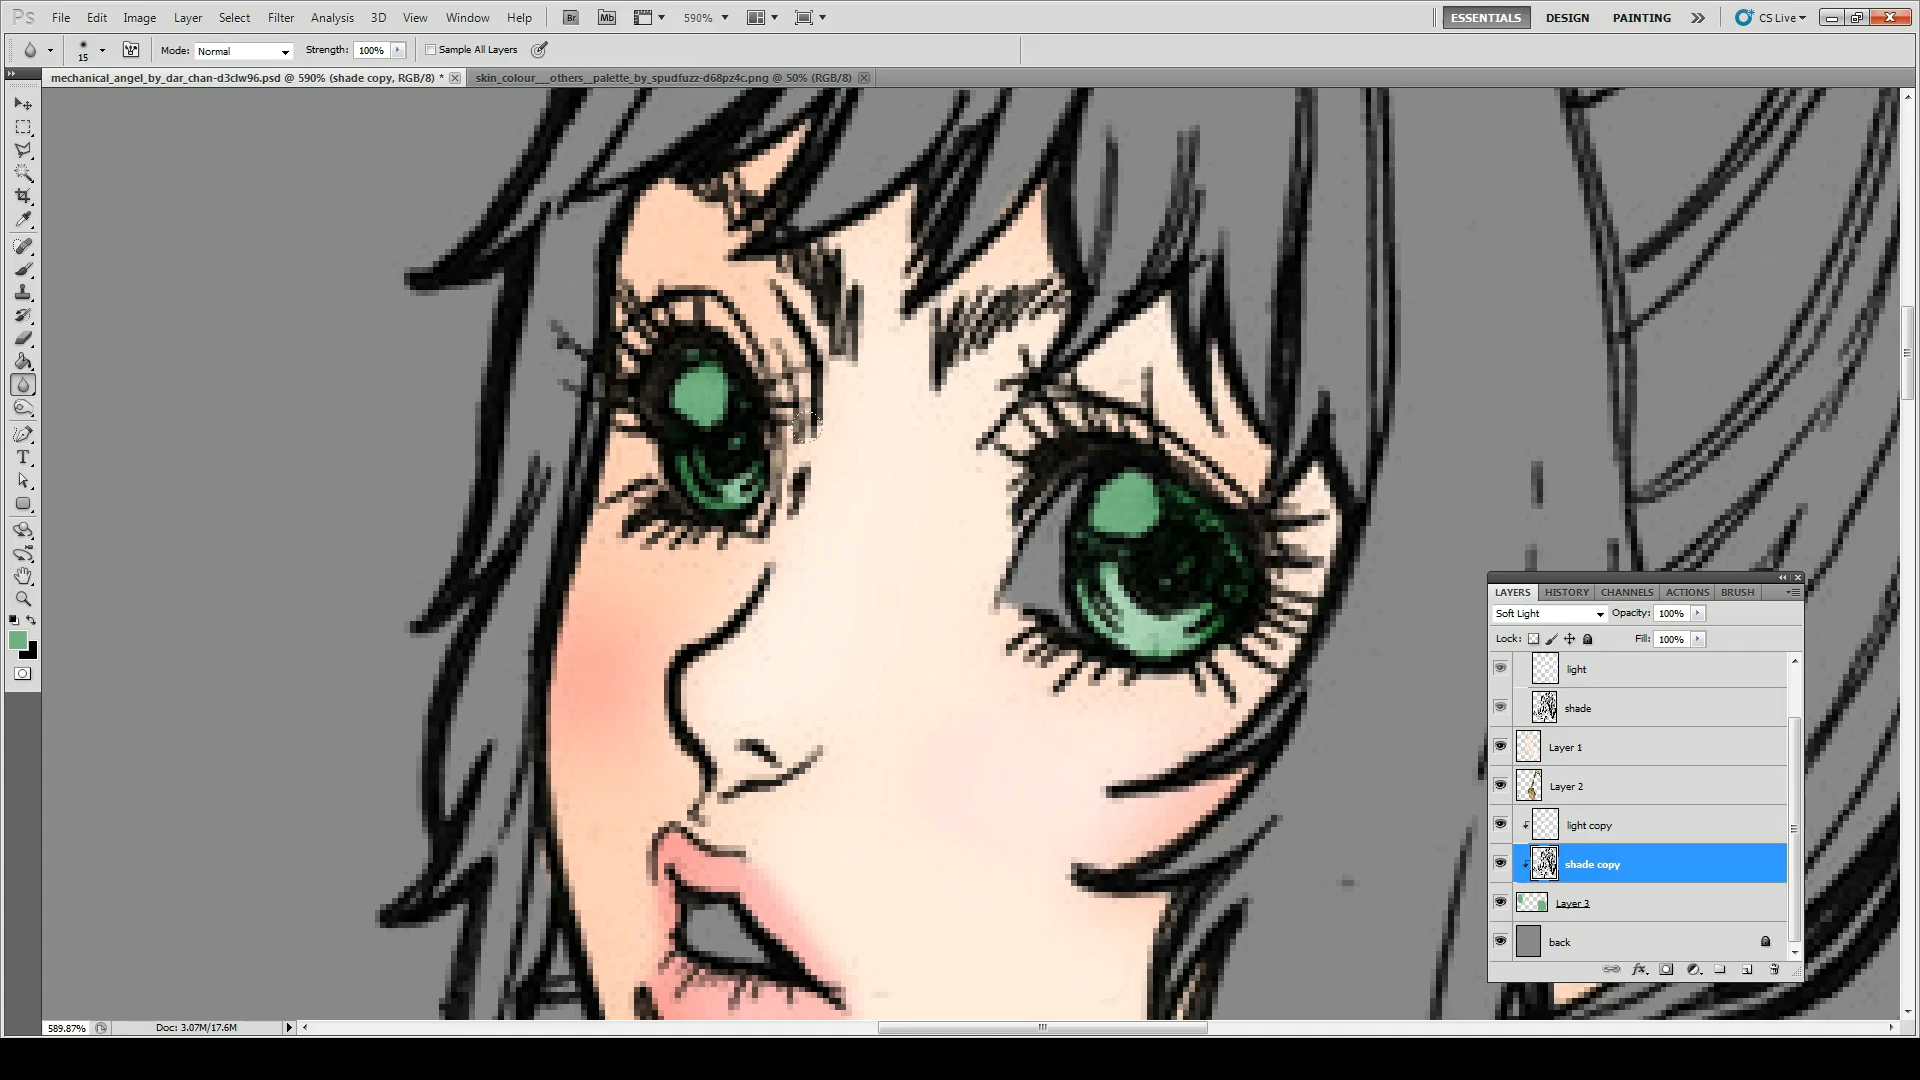 Ps File Edit Image Layer Select Filter Analysis 3D View Window Help Br Mb 590% ESSENTIALS DESIGN PAINTING CS Live
15 Mode: Normal Strength: 100% Sample All Layers
mechanical_angel_by_dar_chan-d3clw96.psd @ 590% (shade copy, RGB/8) * skin_colour___others__palette_by_spudfuzz-d68pz4c.png @ 50% (RGB/8)
LAYERS HISTORY CHANNELS ACTIONS BRUSH
Soft Light Opacity: 100%
Lock: Fill: 100%
light
shade
Layer 1
Layer 2
light copy
shade copy
Layer 3
back
589.87% Doc: 3.07M/17.6M